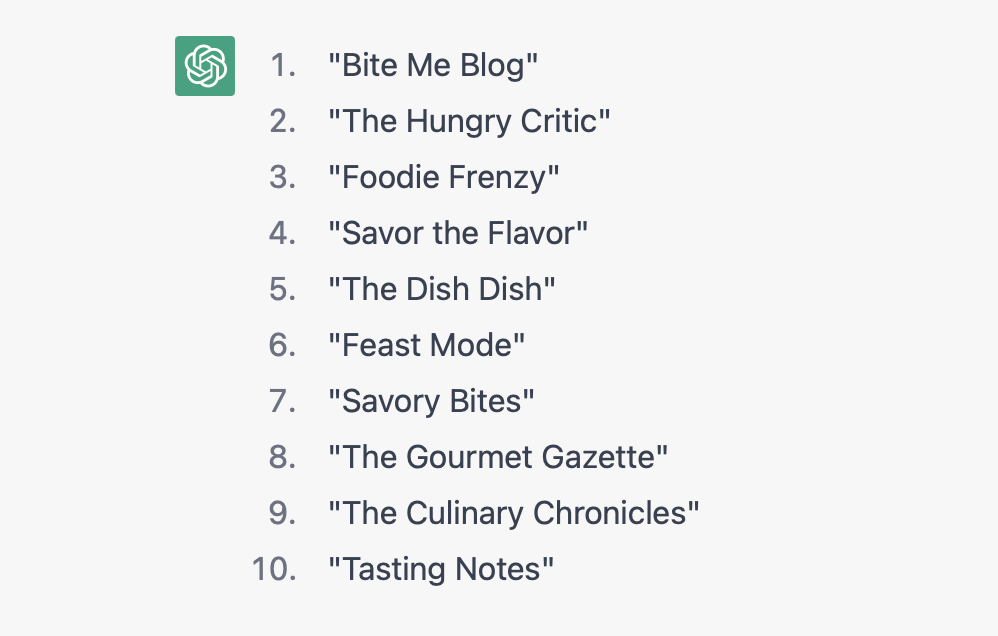 1. "Bite Me Blog"
2. "The Hungry Critic"
3. "Foodie Frenzy"
4. "Savor the Flavor"
5. "The Dish Dish"
6. "Feast Mode"
7. "Savory Bites"
8. "The Gourmet Gazette"
9. "The Culinary Chronicles"
10. "Tasting Notes"